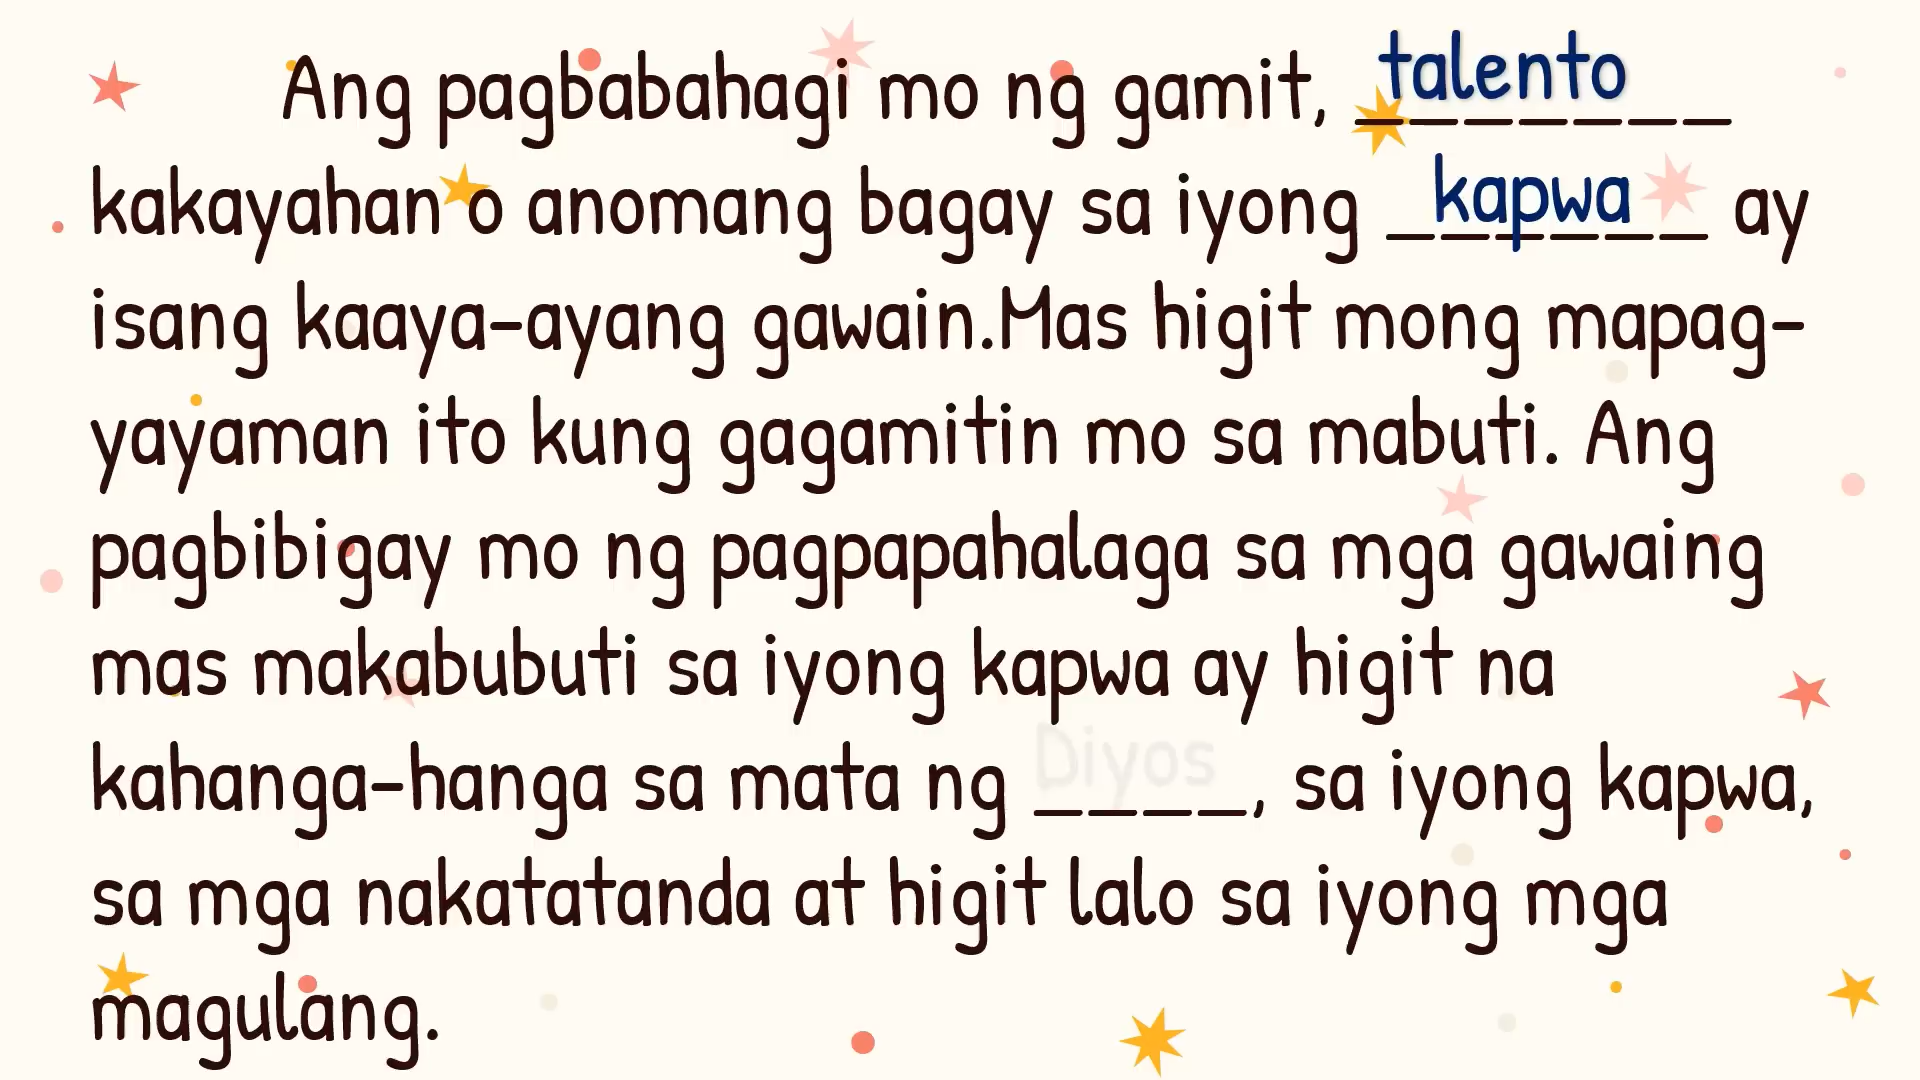 Ang pagbabahagi mo ng gamit, talento
kakayahan o anomang bagay sa iyong kapwa ay
isang kaaya-ayang gawain.Mas higit mong mapag-
yayaman ito kung gagamitin mo sa mabuti. Ang
pagbibigay mo ng pagpapahalaga sa mga gawaing
mas makabubuti sa iyong kapwa ay higit na
kahanga-hanga sa mata ng Diyos, sa iyong kapwa,
sa mga nakatatanda at higit lalo sa iyong mga
magulang.